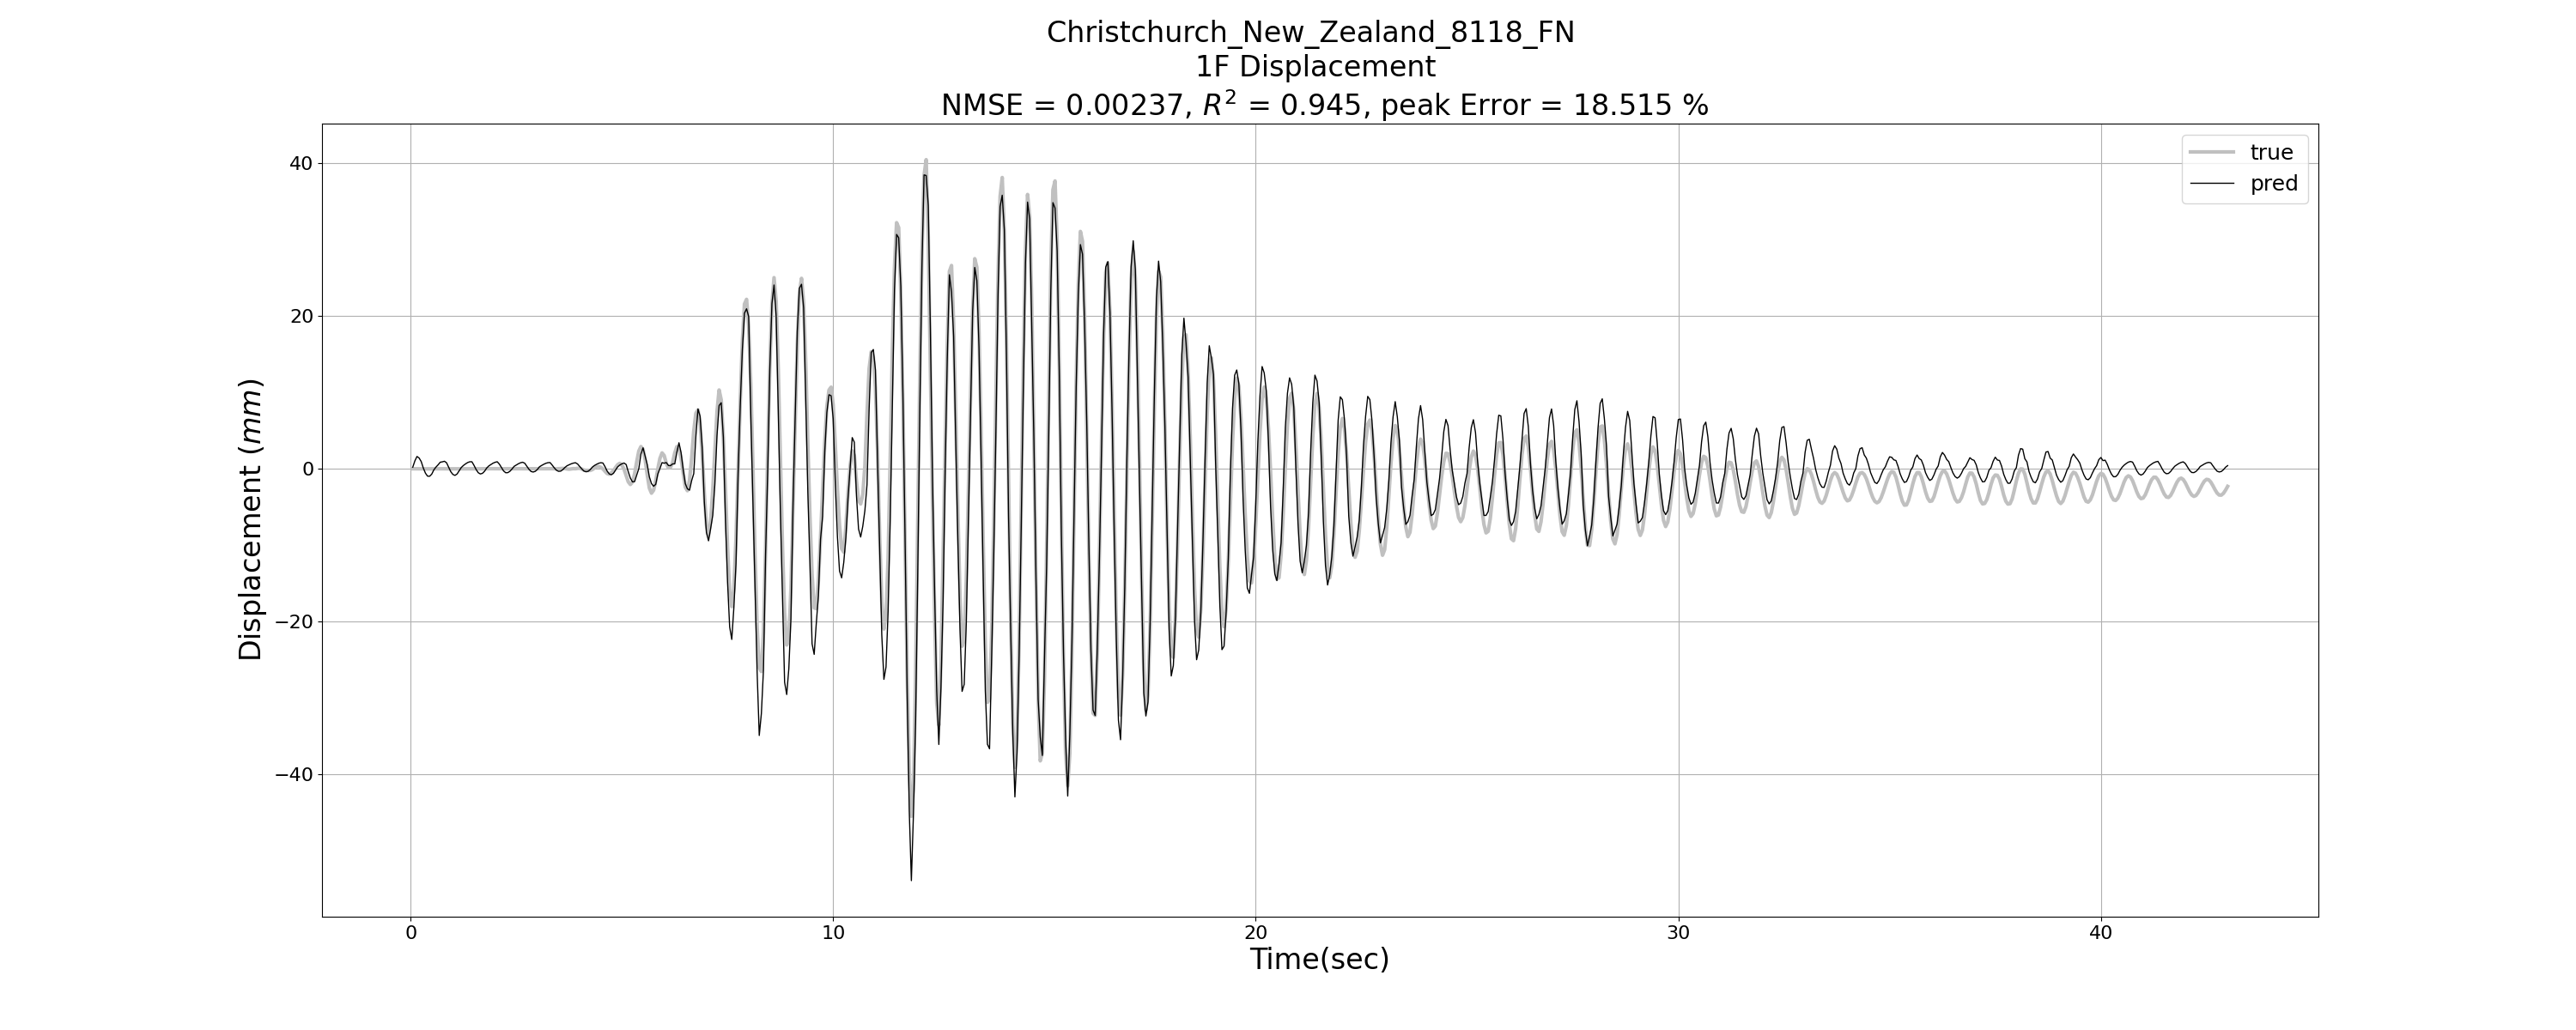 Christchurch_New_Zealand_8118_FN
1F Displacement
NMSE = 0.00237, R² = 0.945, peak Error = 18.515 %
true
pred
Displacement (mm)
40
20
0
−20
−40
0
10
20
30
40
Time(sec)